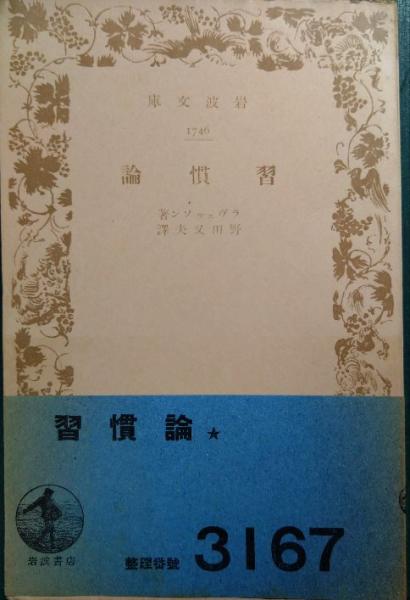 岩波文庫
1746
習慣論
ラヴェッソン著
野田又夫譯
習慣論★
岩波書店
整理番號 3167